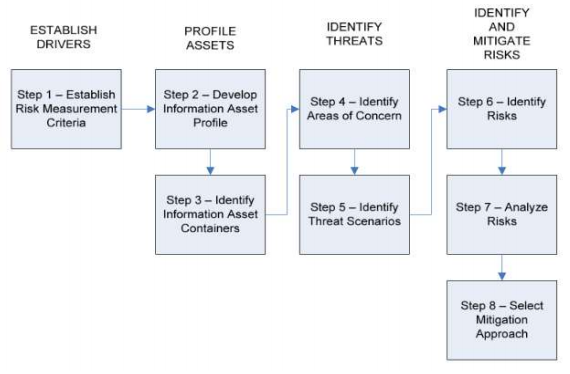 ESTABLISH
DRIVERS
PROFILE
ASSETS
IDENTIFY
THREATS
IDENTIFY
AND
MITIGATE
RISKS
Step 1 – Establish
Risk Measurement
Criteria
Step 2 – Develop
Information Asset
Profile
Step 3 – Identify
Information Asset
Containers
Step 4 – Identify
Areas of Concern
Step 5 – Identify
Threat Scenarios
Step 6 – Identify
Risks
Step 7 – Analyze
Risks
Step 8 – Select
Mitigation
Approach